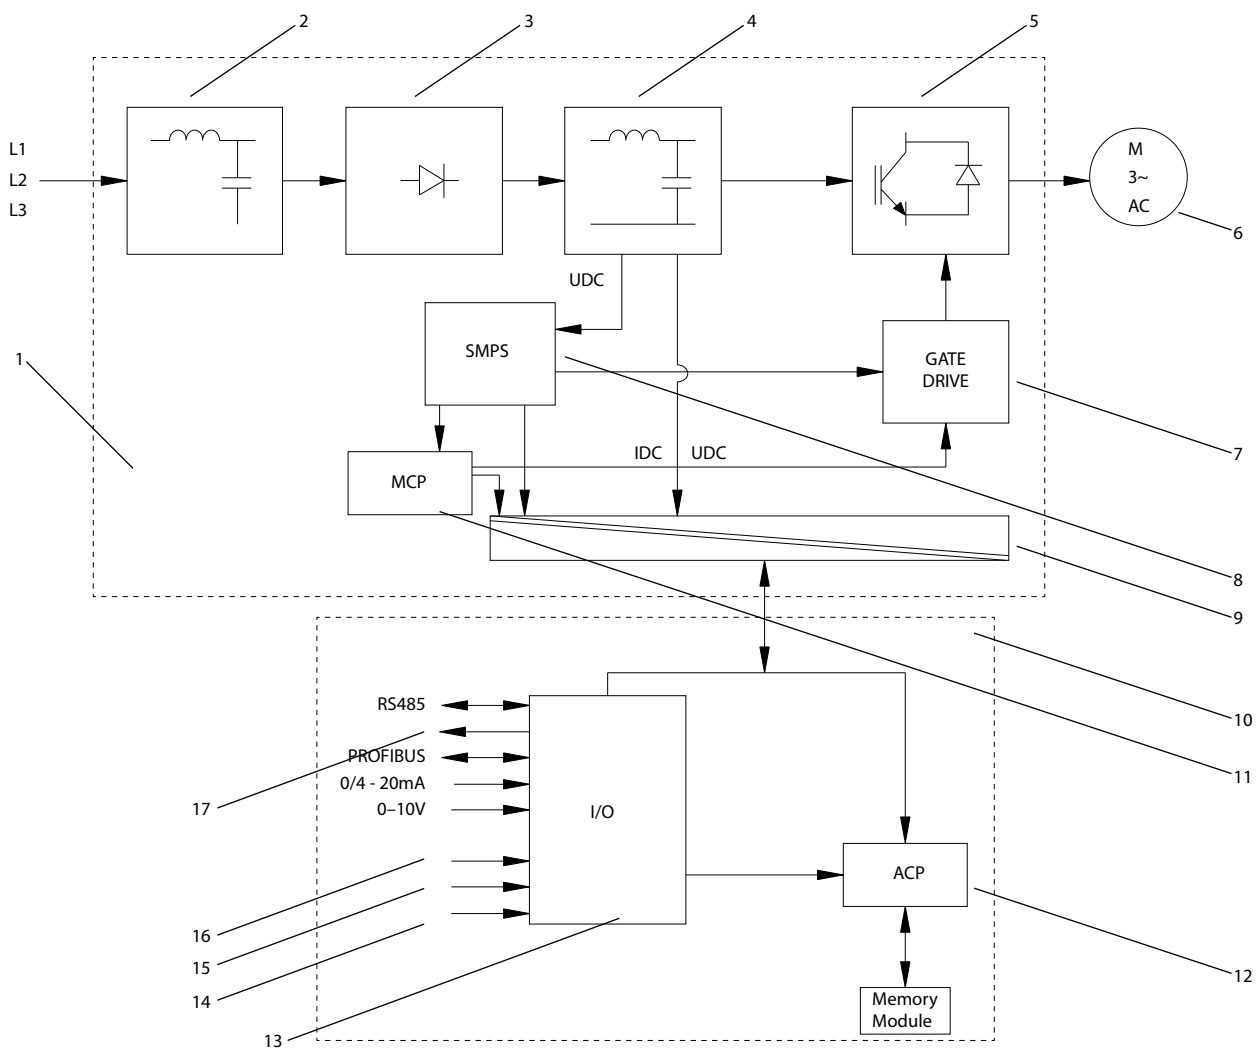 2
3
4
5
L1
L2
L3
M
3~
AC
6
UDC
SMPS
GATE
DRIVE
1
7
IDC
UDC
MCP
8
9
10
RS485
PROFIBUS
0/4 - 20mA
0–10V
I/O
11
17
ACP
16
15
14
12
13
Memory
Module